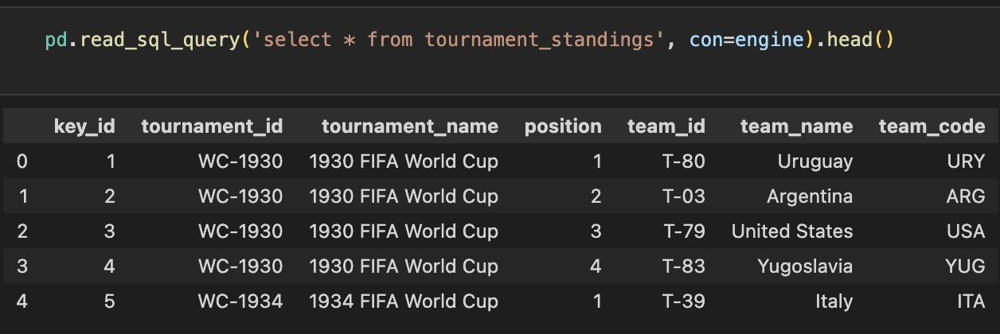 pd.read_sql_query('select * from tournament_standings', con=engine).head()
key_id tournament_id tournament_name position team_id team_name team_code
0 1 WC-1930 1930 FIFA World Cup 1 T-80 Uruguay URY
1 2 WC-1930 1930 FIFA World Cup 2 T-03 Argentina ARG
2 3 WC-1930 1930 FIFA World Cup 3 T-79 United States USA
3 4 WC-1930 1930 FIFA World Cup 4 T-83 Yugoslavia YUG
4 5 WC-1934 1934 FIFA World Cup 1 T-39 Italy ITA